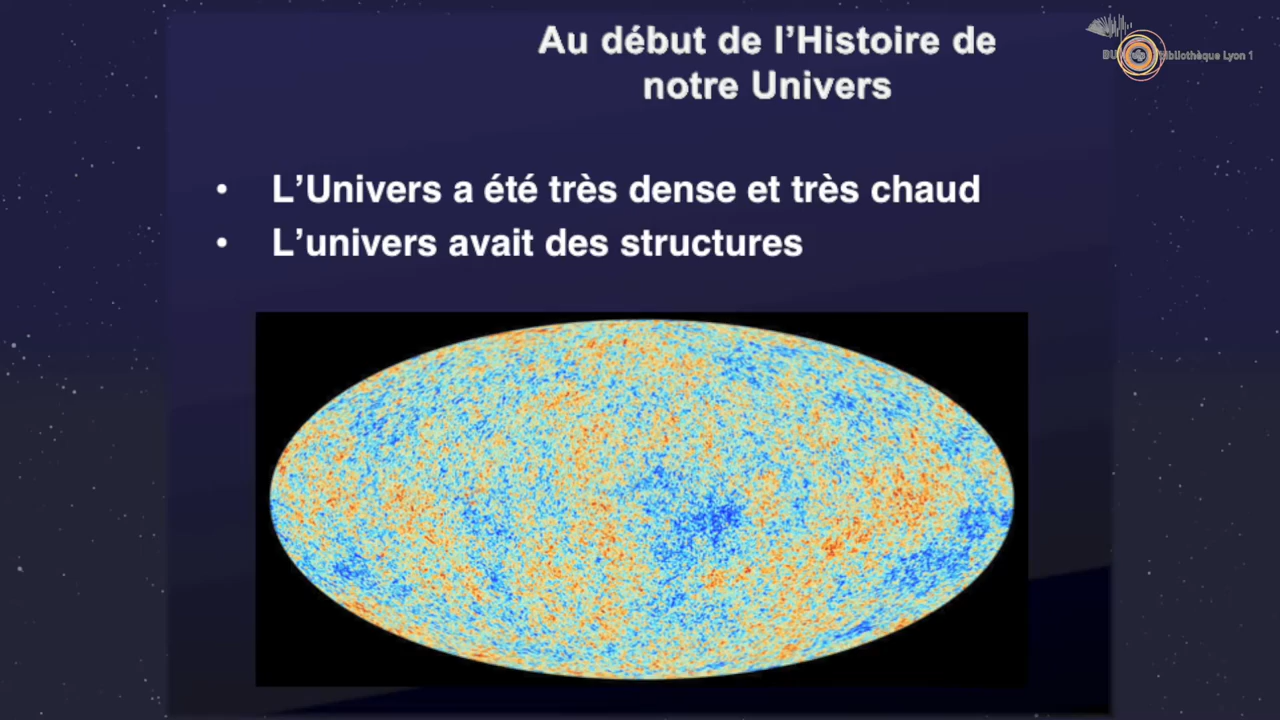 Au début de l’Histoire de
notre Univers
Bibliothèque Lyon 1
• L’Univers a été très dense et très chaud
• L’univers avait des structures